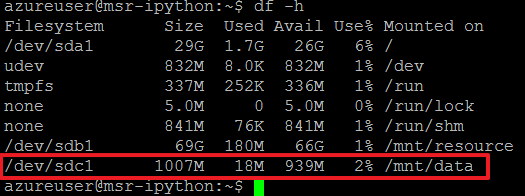 azureuser@msr-ipython:~$ df -h
Filesystem Size Used Avail Use% Mounted on
/dev/sda1 29G 1.7G 26G 6% /
udev 832M 8.0K 832M 1% /dev
tmpfs 337M 252K 336M 1% /run
none 5.0M 0 5.0M 0% /run/lock
none 841M 76K 841M 1% /run/shm
/dev/sdb1 69G 180M 66G 1% /mnt/resource
/dev/sdc1 1007M 18M 939M 2% /mnt/data
azureuser@msr-ipython:~$